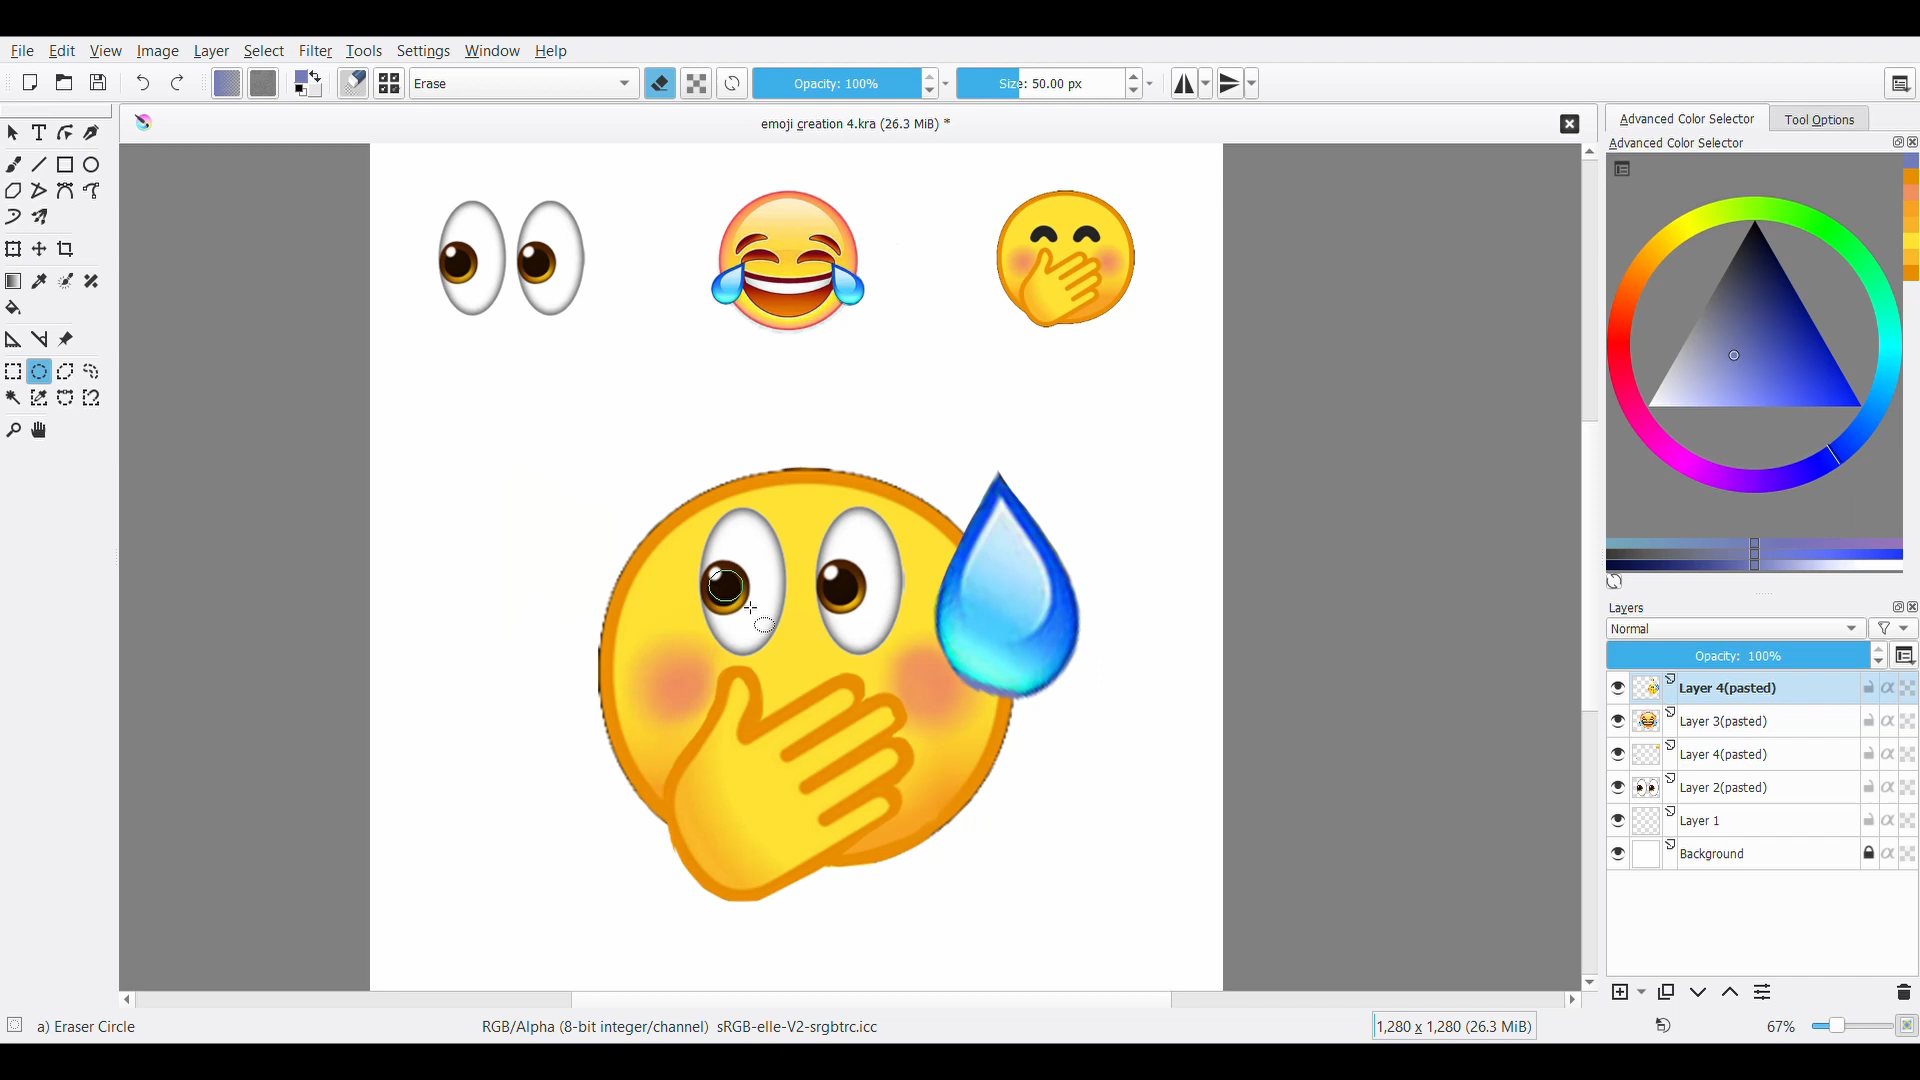 File Edit View Image Layer Select Filter Tools Settings Window Help
Erase Opacity: 100% Size: 50.00 px
emoji creation 4.kra (26.3 MiB) *
Advanced Color Selector Tool Options
Advanced Color Selector
Layers
Normal
Opacity: 100%
Layer 4(pasted)
Layer 3(pasted)
Layer 4(pasted)
Layer 2(pasted)
Layer 1
Background
a) Eraser Circle RGB/Alpha (8-bit integer/channel) sRGB-elle-V2-srgbtrc.icc 1,280 x 1,280 (26.3 MiB) 67%